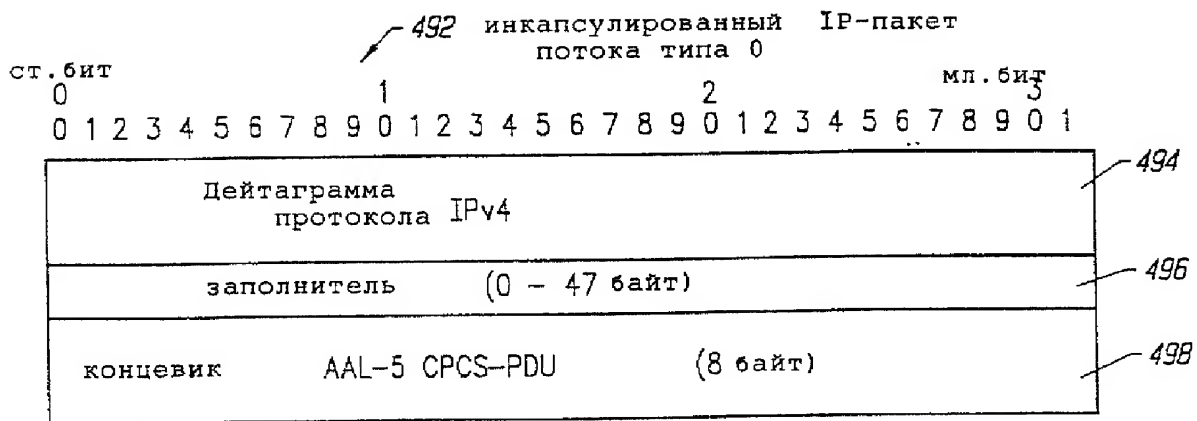 492 инкапсулированный IP-пакет
потока типа 0
ст.бит
мл.бит
0 1 2 3
0 1 2 3 4 5 6 7 8 9 0 1 2 3 4 5 6 7 8 9 0 1 2 3 4 5 6 7 8 9 0 1
494
Дейтаграмма
протокола IPv4
заполнитель (0 – 47 байт) 496
концевик AAL-5 CPCS-PDU (8 байт) 498